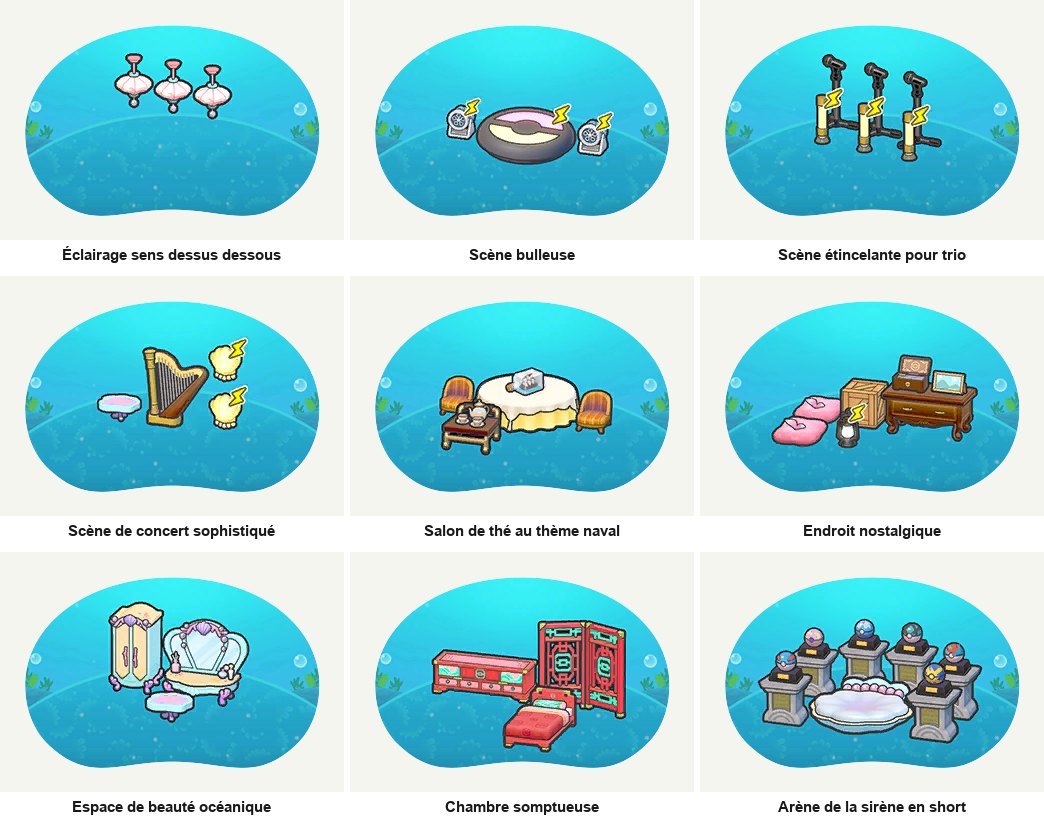 Éclairage sens dessus dessous
Scène bulleuse
Scène étincelante pour trio
Scène de concert sophistiqué
Salon de thé au thème naval
Endroit nostalgique
Espace de beauté océanique
Chambre somptueuse
Arène de la sirène en short